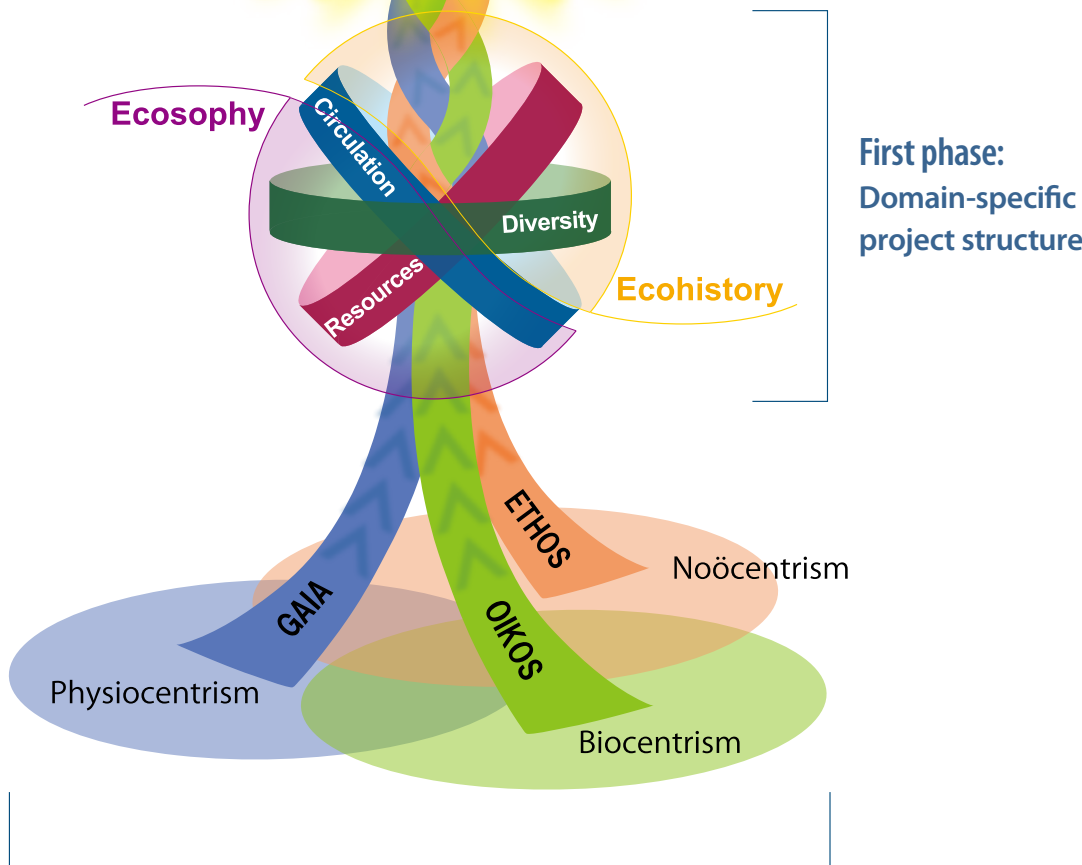 Ecosophy
Circulation
Diversity
Resources
Ecohistory
First phase:
Domain-specific
project structure
ETHOS
Noöcentrism
GAIA
OIKOS
Physiocentrism
Biocentrism